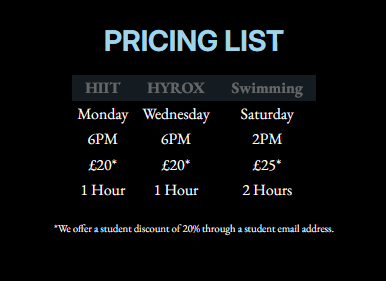 PRICING LIST
HIIT HYROX Swimming
Monday Wednesday Saturday
6PM 6PM 2PM
£20* £20* £25*
1 Hour 1 Hour 2 Hours
*We offer a student discount of 20% through a student email address.